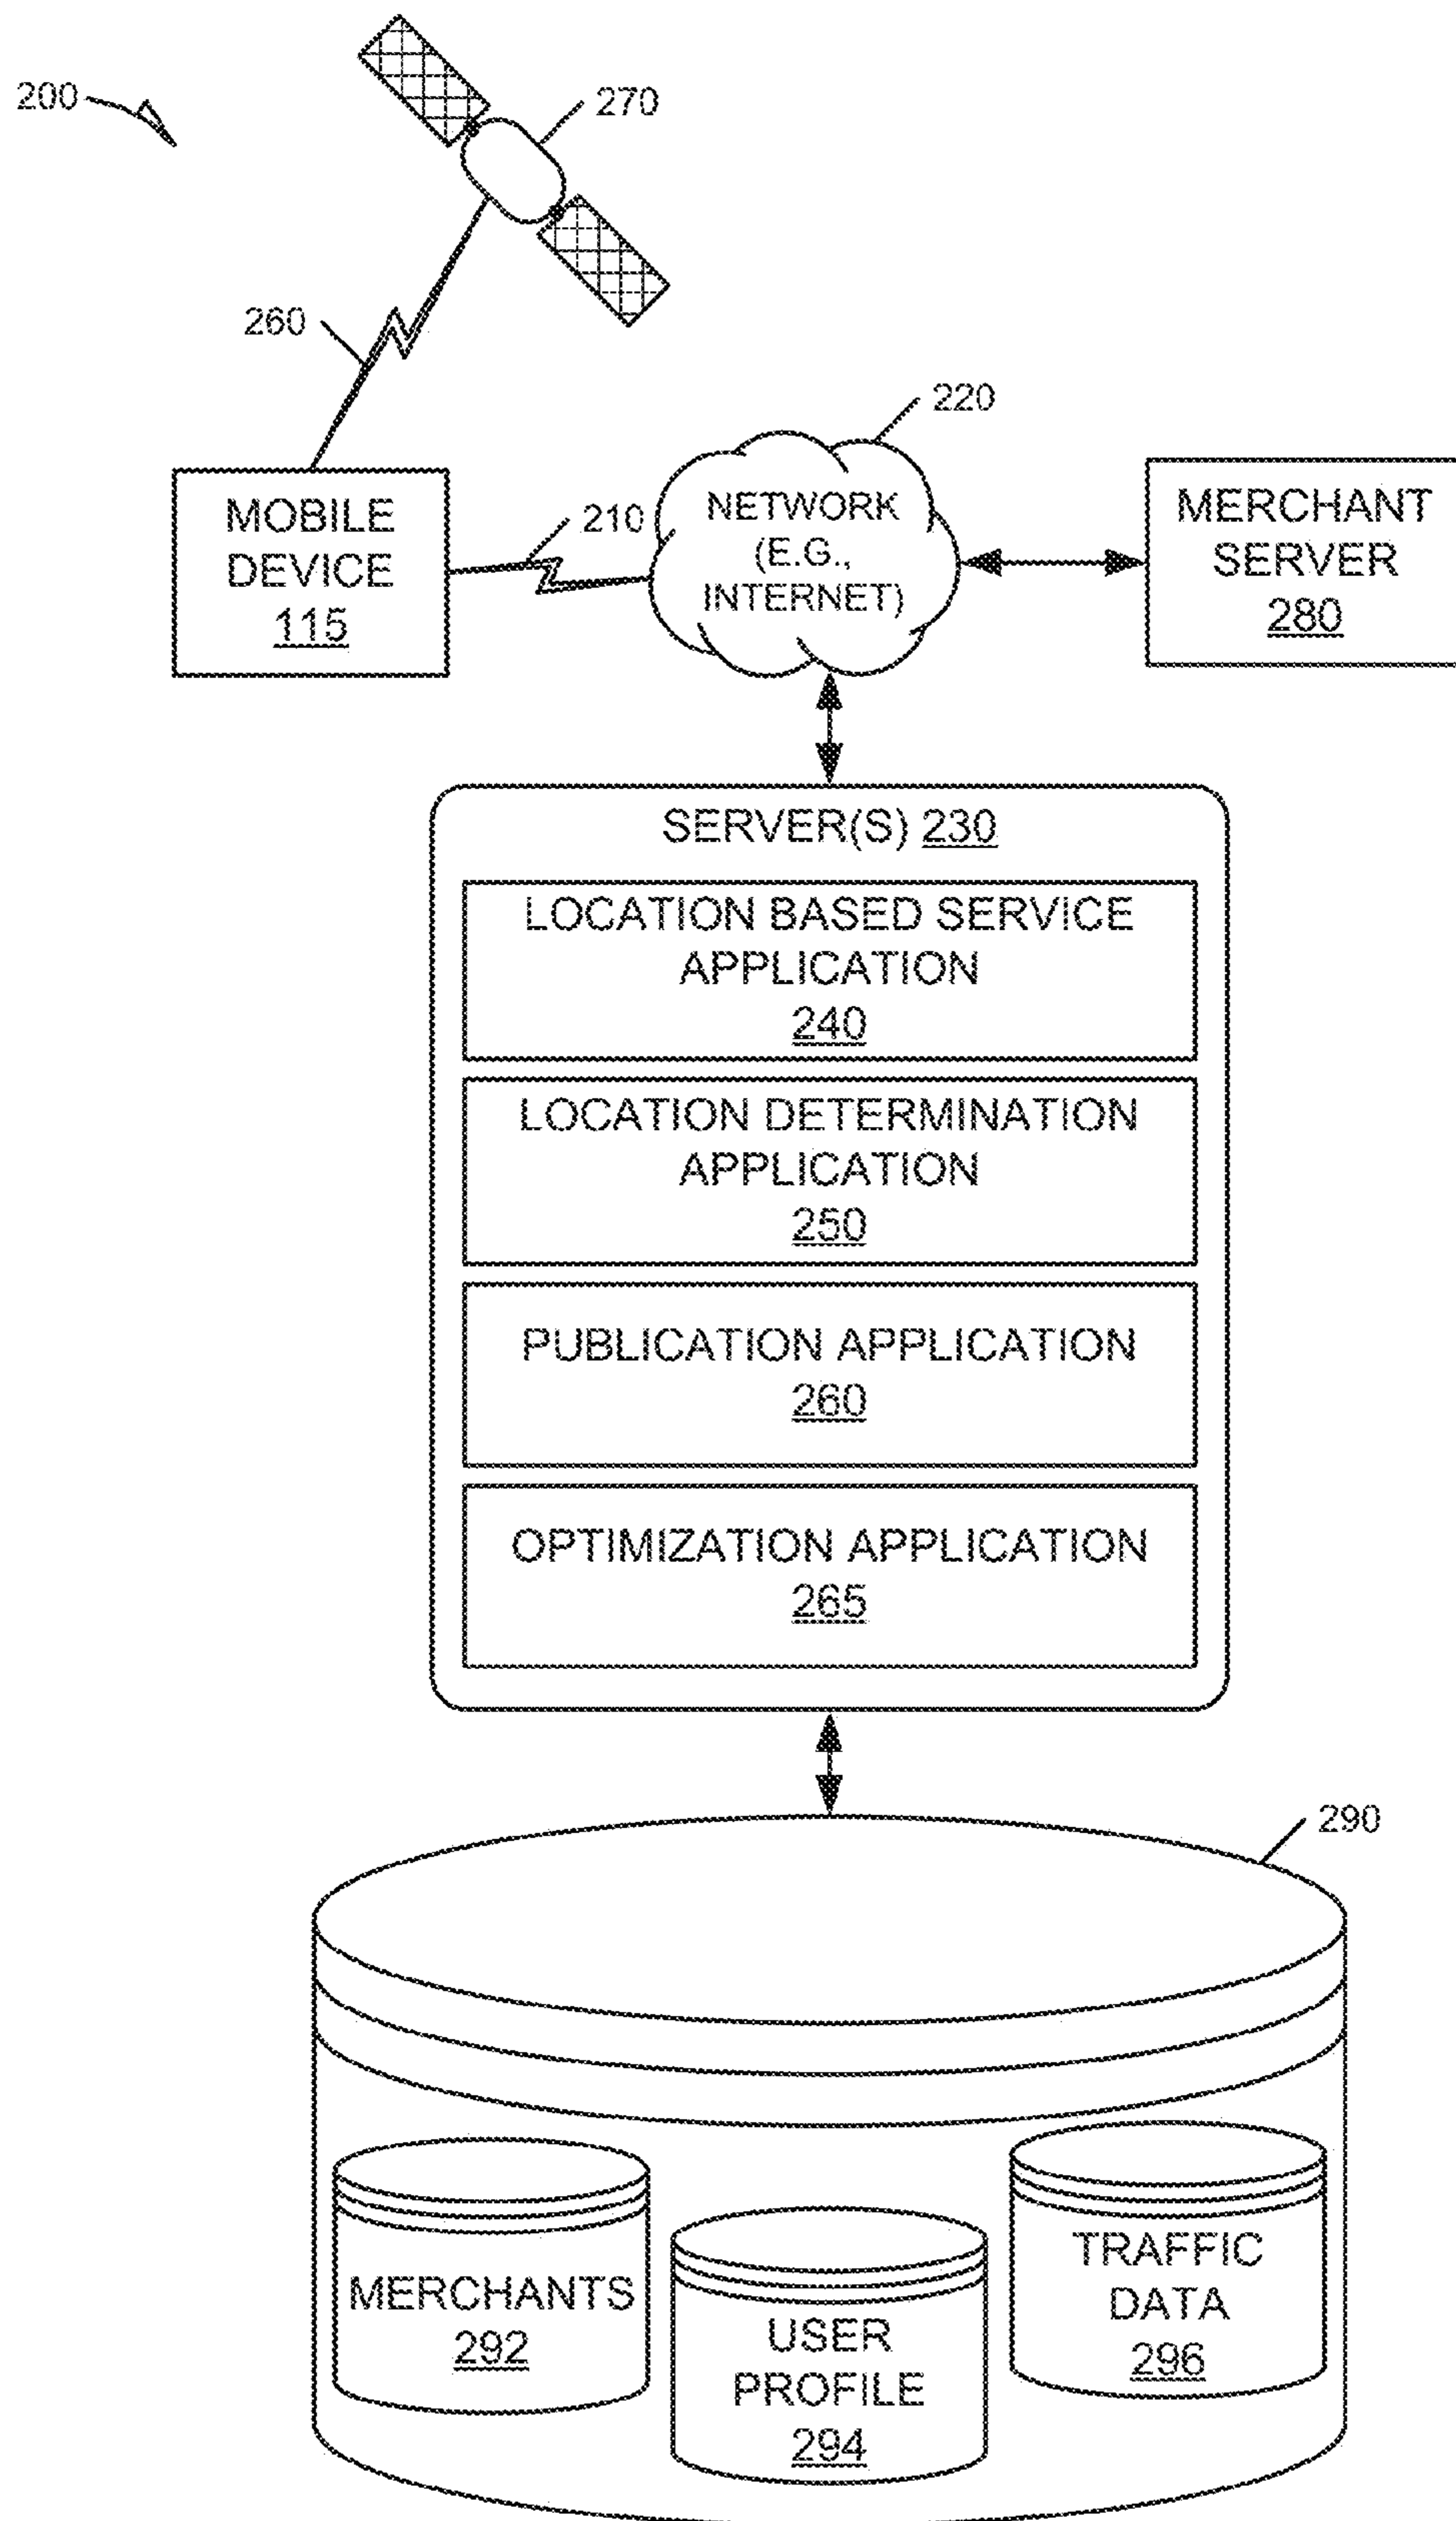 200
270
260
220
MOBILE
DEVICE
115
210
NETWORK
(E.G.,
INTERNET)
MERCHANT
SERVER
280
SERVER(S) 230
LOCATION BASED SERVICE
APPLICATION
240
LOCATION DETERMINATION
APPLICATION
250
PUBLICATION APPLICATION
260
OPTIMIZATION APPLICATION
265
290
MERCHANTS
292
USER
PROFILE
294
TRAFFIC
DATA
296